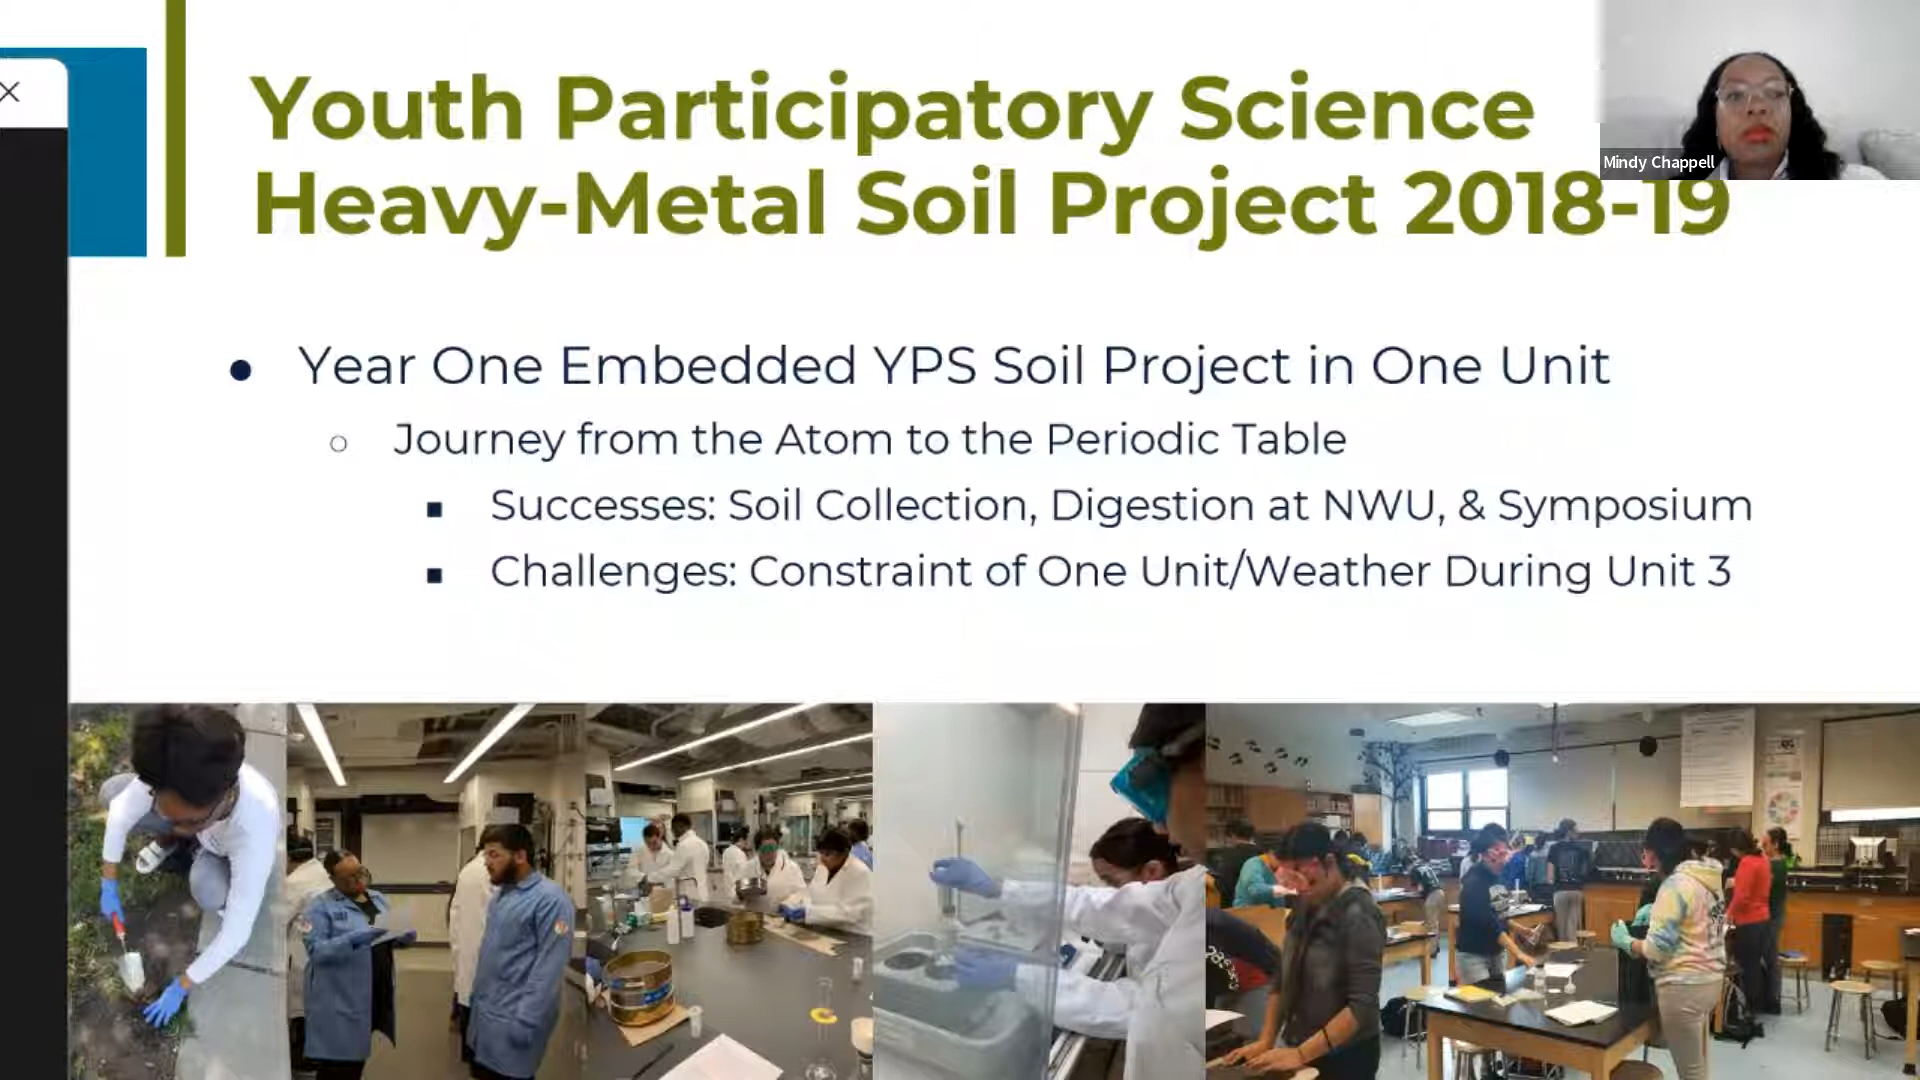 Youth Participatory Science
Heavy-Metal Soil Project 2018-19
Mindy Chappell
Year One Embedded YPS Soil Project in One Unit
Journey from the Atom to the Periodic Table
Successes: Soil Collection, Digestion at NWU, & Symposium
Challenges: Constraint of One Unit/Weather During Unit 3